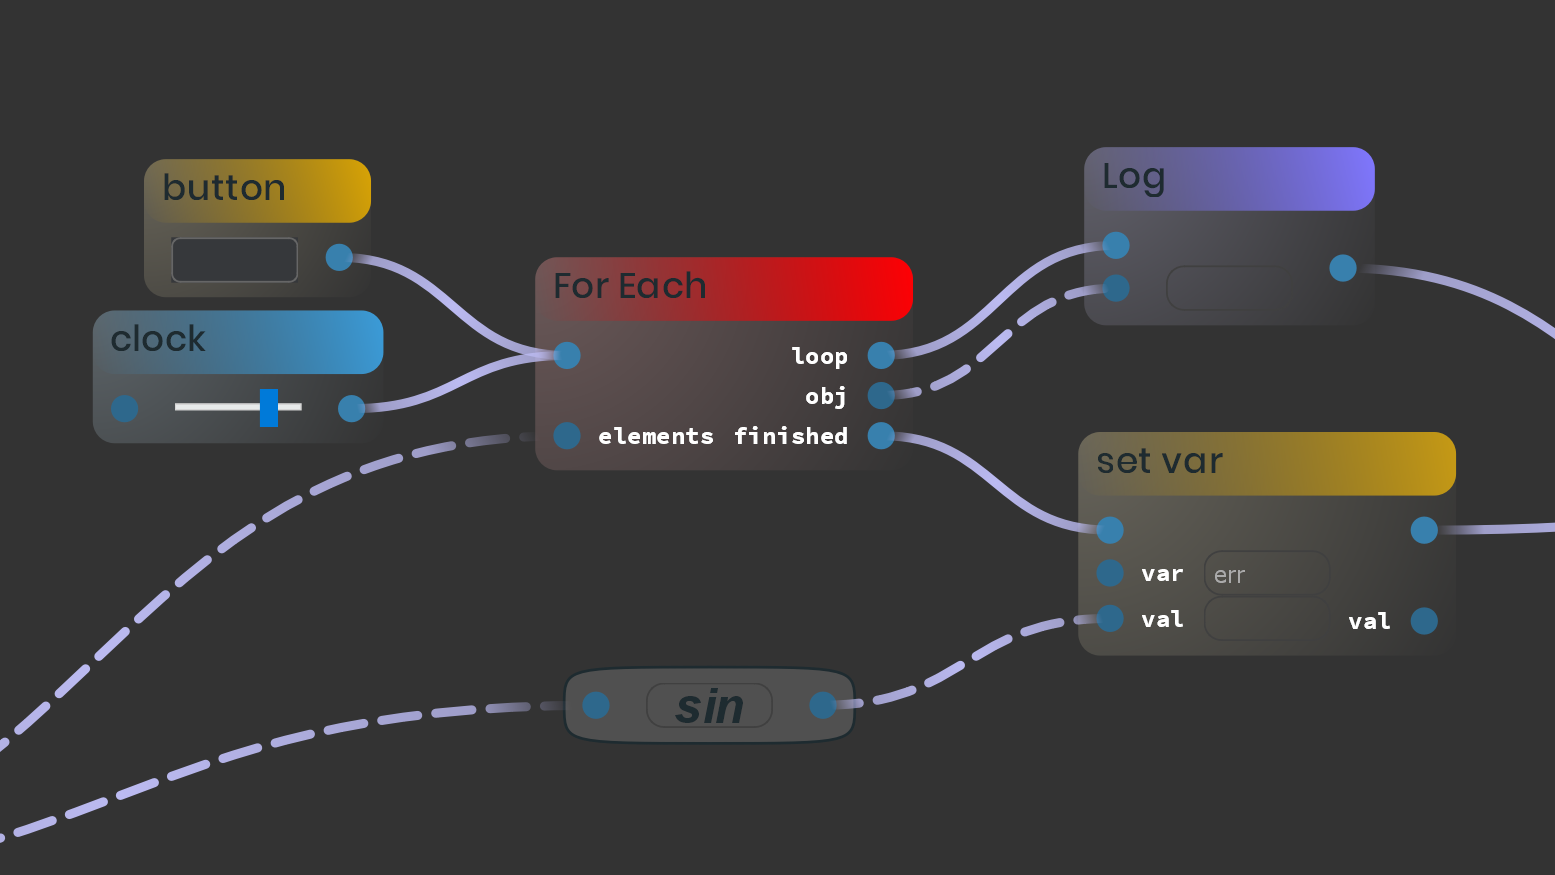 button
clock
For Each
loop
obj
elements finished
Log
set var
var err
val val
sin